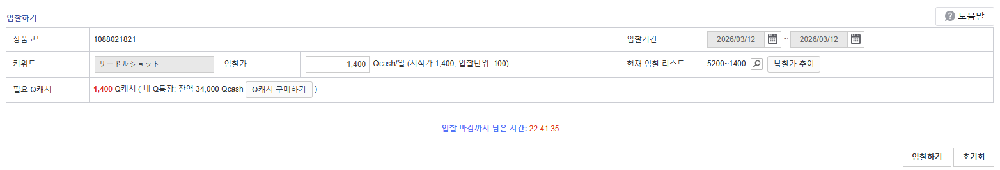 입찰하기
도움말
상품코드 1088021821 입찰기간 2026/03/12 ~ 2026/03/12
키워드 リードルショット 입찰가 1,400 Qcash/일 (시작가:1,400, 입찰단위: 100) 현재 입찰 리스트 5200~1400 낙찰가 추이
필요 Q캐시 1,400 Q캐시 ( 내 Q통장: 잔액 34,000 Qcash Q캐시 구매하기 )
입찰 마감까지 남은 시간: 22:41:35
입찰하기 초기화